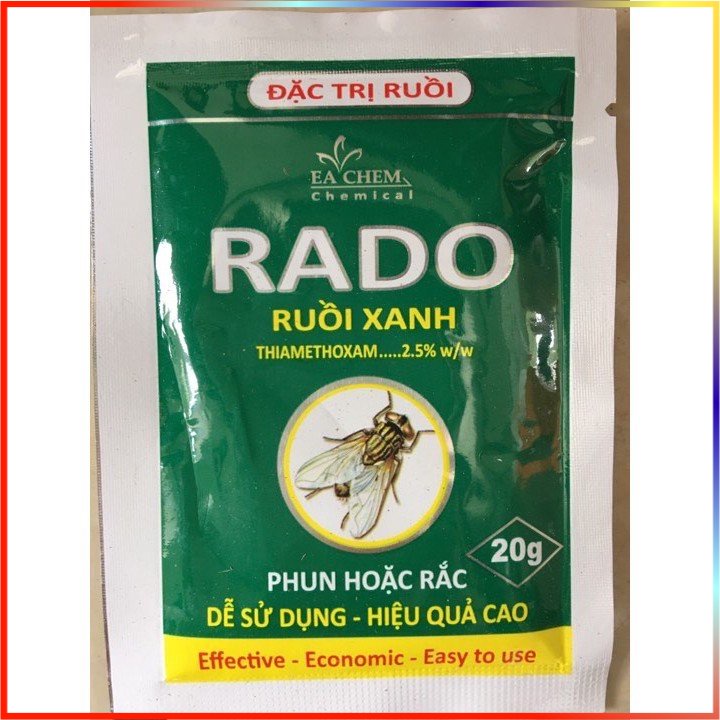 ĐẶC TRỊ RUỒI
EA CHEM
Chemical
RADO
RUỒI XANH
THIAMETHOXAM.....2.5% w/w
20g
PHUN HOẶC RẮC
DỄ SỬ DỤNG - HIỆU QUẢ CAO
Effective - Economic - Easy to use